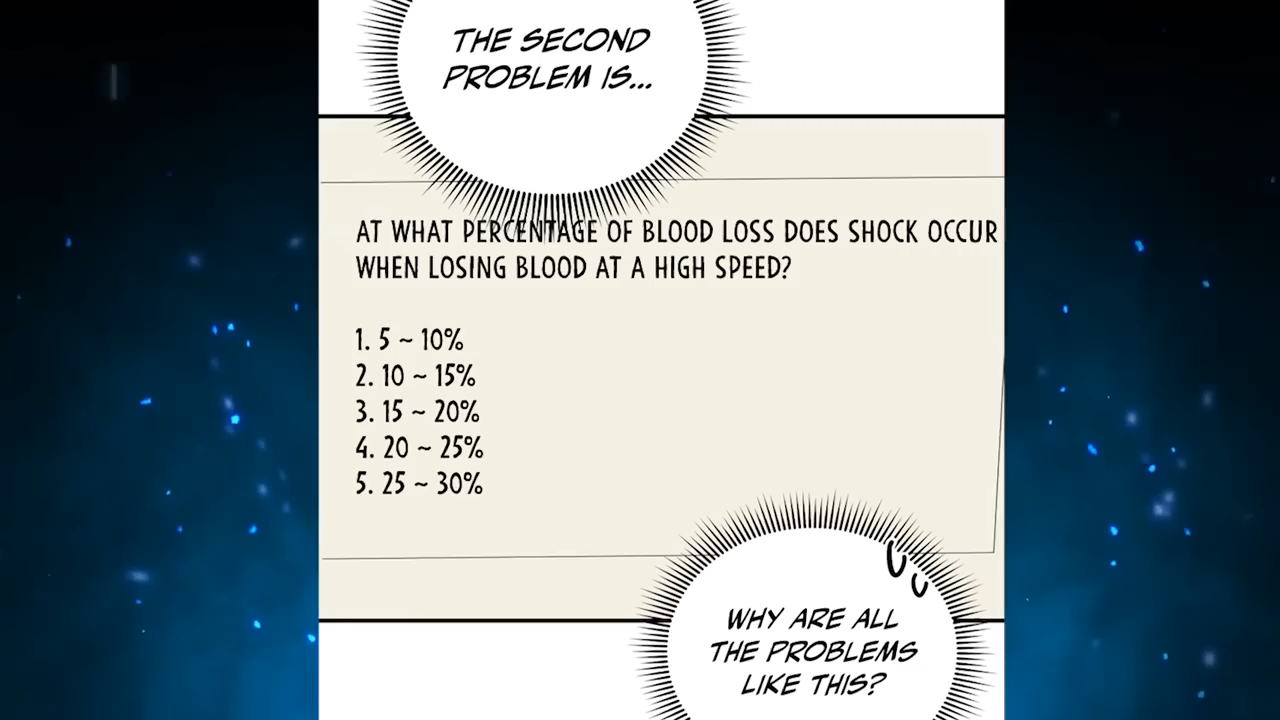 THE SECOND
PROBLEM IS...
AT WHAT PERCENTAGE OF BLOOD LOSS DOES SHOCK OCCUR
WHEN LOSING BLOOD AT A HIGH SPEED?
1. 5 ~ 10%
2. 10 ~ 15%
3. 15 ~ 20%
4. 20 ~ 25%
5. 25 ~ 30%
WHY ARE ALL
THE PROBLEMS
LIKE THIS?